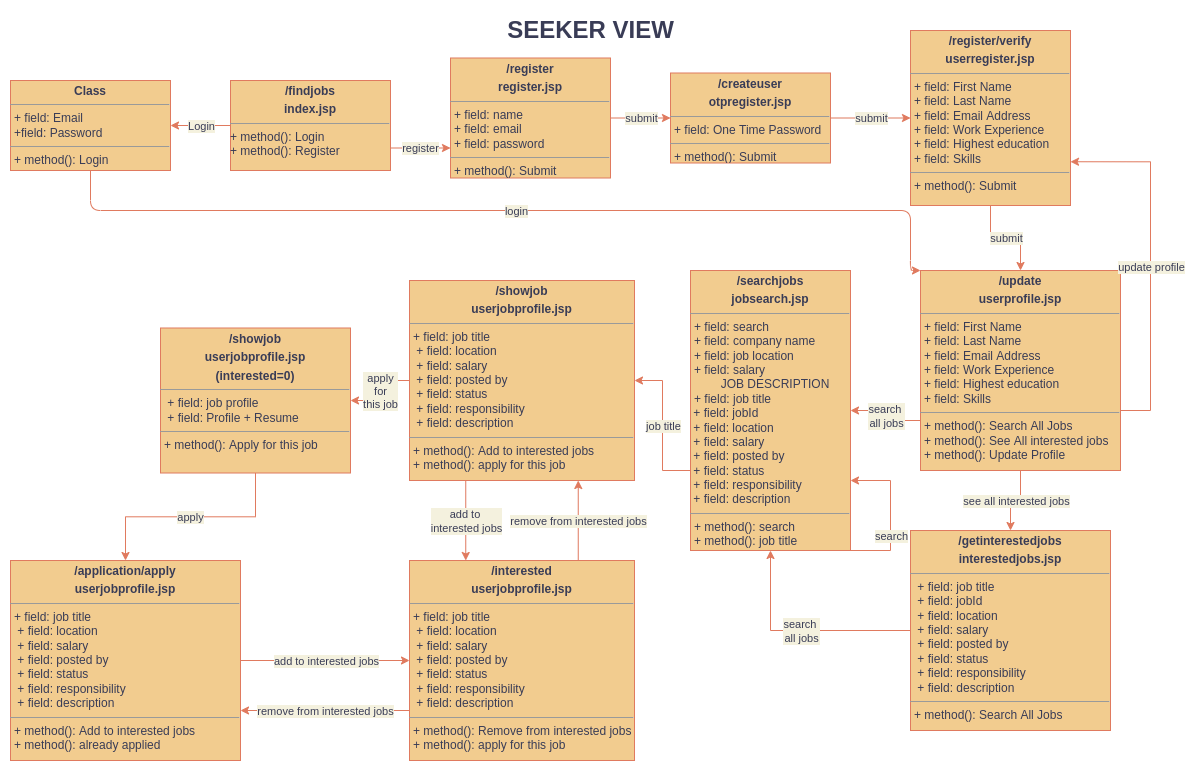 SEEKER VIEW
Class
+ field: Email
+field: Password
+ method(): Login
Login
/findjobs
index.jsp
+ method(): Login
+ method(): Register
register
/register
register.jsp
+ field: name
+ field: email
+ field: password
+ method(): Submit
submit
/createuser
otpregister.jsp
+ field: One Time Password
+ method(): Submit
submit
/register/verify
userregister.jsp
+ field: First Name
+ field: Last Name
+ field: Email Address
+ field: Work Experience
+ field: Highest education
+ field: Skills
+ method(): Submit
login
submit
update profile
/update
userprofile.jsp
+ field: First Name
+ field: Last Name
+ field: Email Address
+ field: Work Experience
+ field: Highest education
+ field: Skills
+ method(): Search All Jobs
+ method(): See All interested jobs
+ method(): Update Profile
search
all jobs
/searchjobs
jobsearch.jsp
+ field: search
+ field: company name
+ field: job location
+ field: salary
JOB DESCRIPTION
+ field: job title
+ field: jobId
+ field: location
+ field: salary
+ field: posted by
+ field: status
+ field: responsibility
+ field: description
+ method(): search
+ method(): job title
job title
search
/showjob
userjobprofile.jsp
+ field: job title
+ field: location
+ field: salary
+ field: posted by
+ field: status
+ field: responsibility
+ field: description
+ method(): Add to interested jobs
+ method(): apply for this job
apply
for
this job
/showjob
userjobprofile.jsp
(interested=0)
+ field: job profile
+ field: Profile + Resume
+ method(): Apply for this job
apply
add to
interested jobs
remove from interested jobs
see all interested jobs
/getinterestedjobs
interestedjobs.jsp
+ field: job title
+ field: jobId
+ field: location
+ field: salary
+ field: posted by
+ field: status
+ field: responsibility
+ field: description
+ method(): Search All Jobs
search
all jobs
/application/apply
userjobprofile.jsp
+ field: job title
+ field: location
+ field: salary
+ field: posted by
+ field: status
+ field: responsibility
+ field: description
+ method(): Add to interested jobs
+ method(): already applied
add to interested jobs
remove from interested jobs
/interested
userjobprofile.jsp
+ field: job title
+ field: location
+ field: salary
+ field: posted by
+ field: status
+ field: responsibility
+ field: description
+ method(): Remove from interested jobs
+ method(): apply for this job